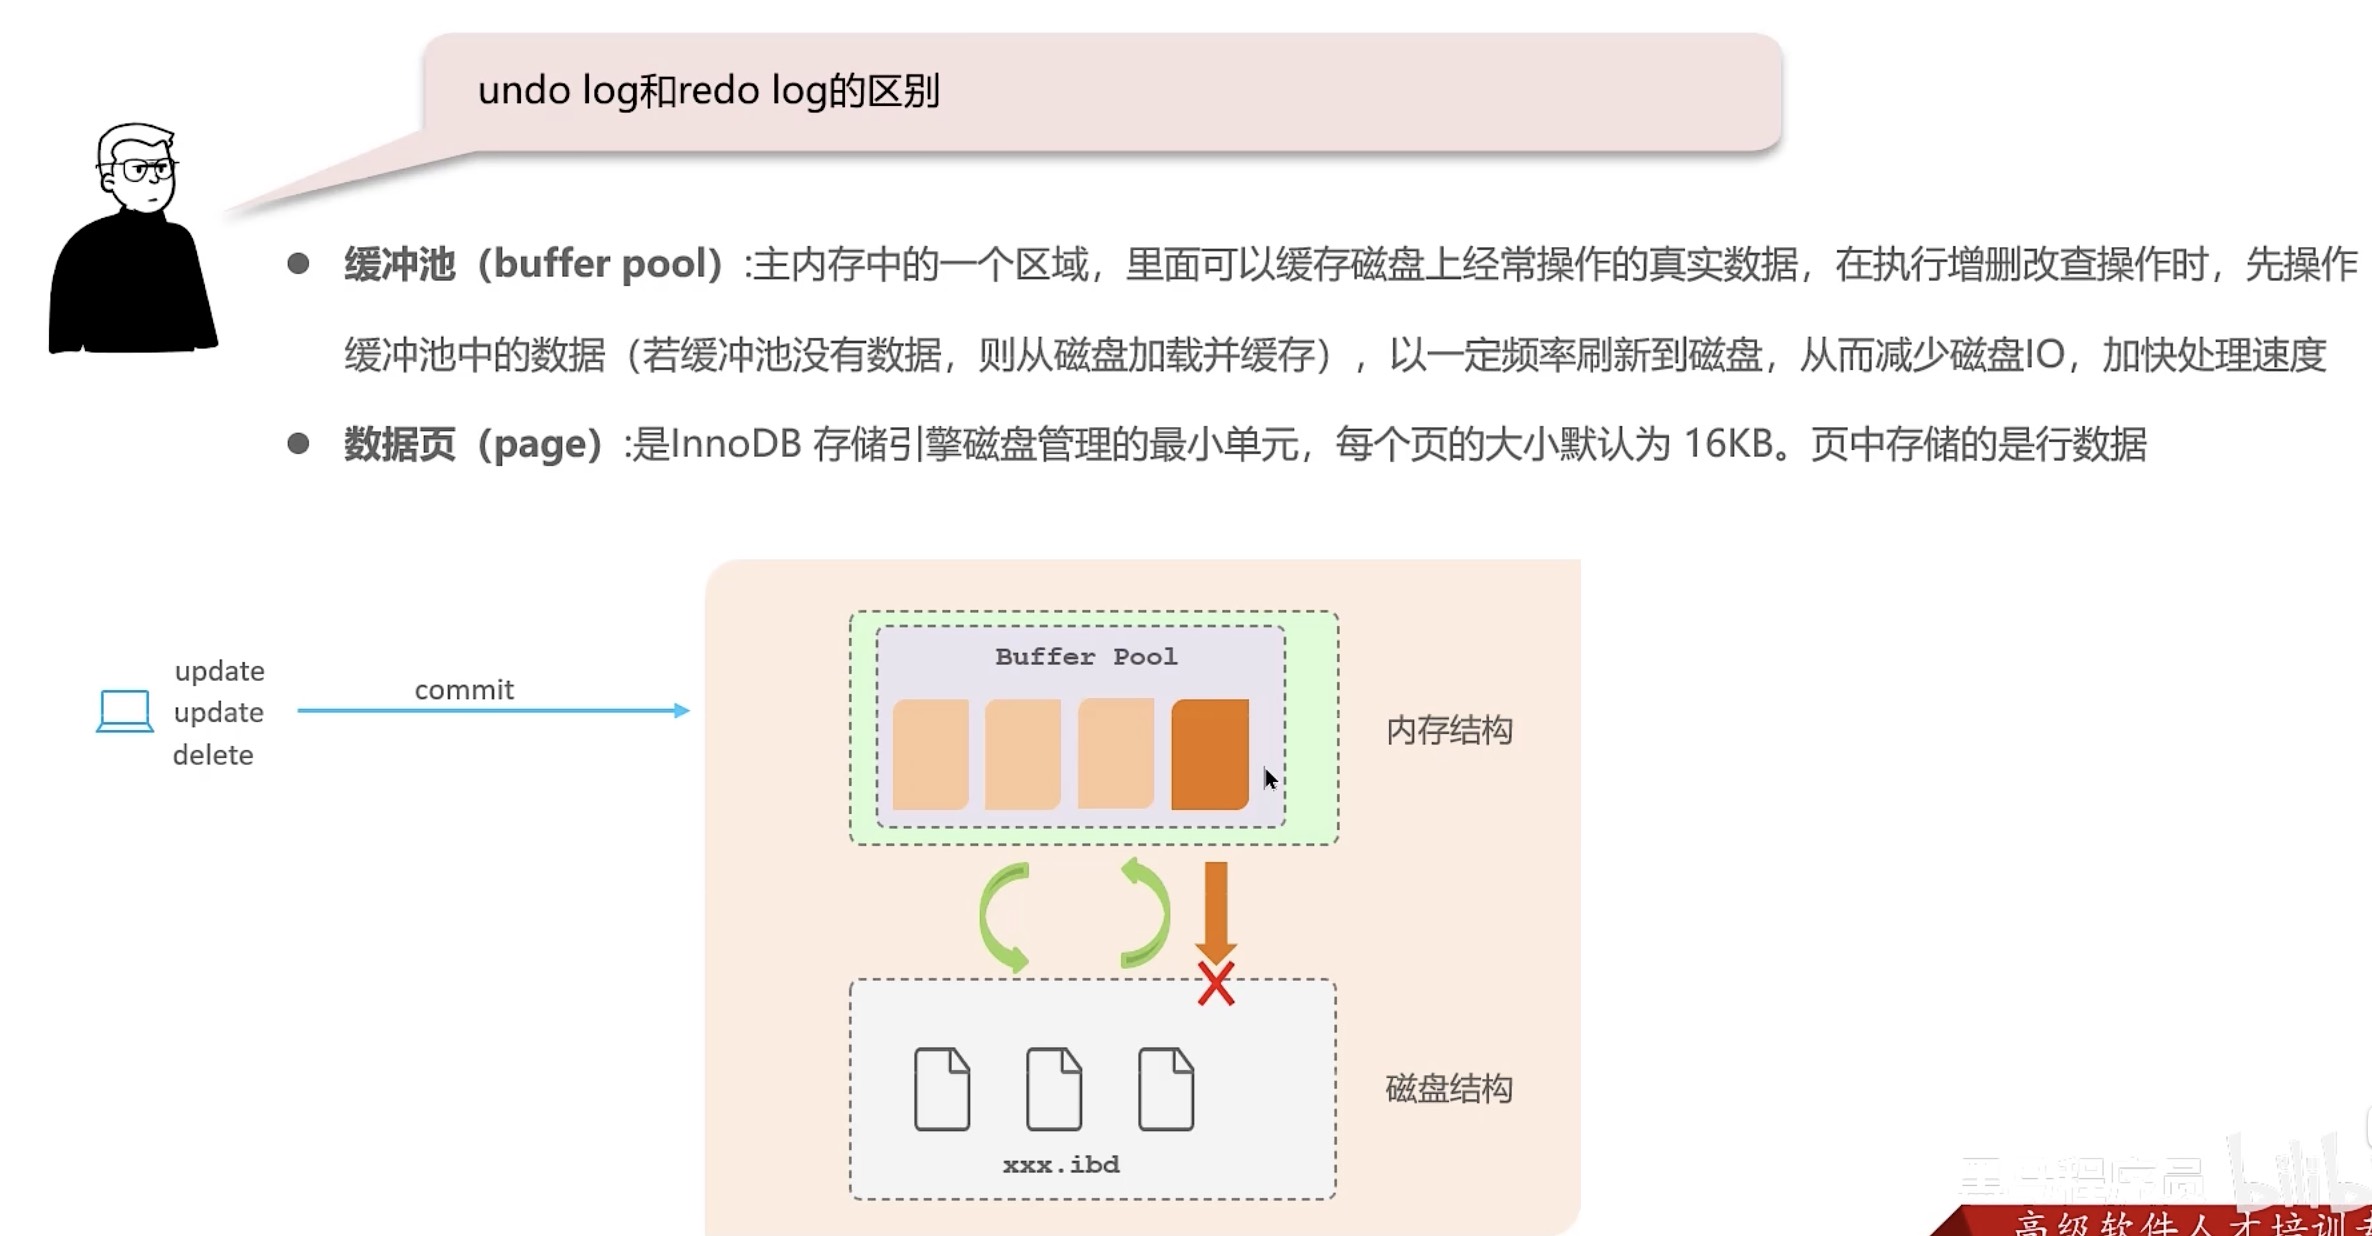 undo log和redo log的区别
缓冲池（buffer pool）:主内存中的一个区域，里面可以缓存磁盘上经常操作的真实数据，在执行增删改查操作时，先操作
缓冲池中的数据（若缓冲池没有数据，则从磁盘加载并缓存），以一定频率刷新到磁盘，从而减少磁盘IO，加快处理速度
数据页（page）:是InnoDB 存储引擎磁盘管理的最小单元，每个页的大小默认为 16KB。页中存储的是行数据
update
update
delete
commit
Buffer Pool
内存结构
磁盘结构
xxx.ibd
程序员
高级软件人才培训